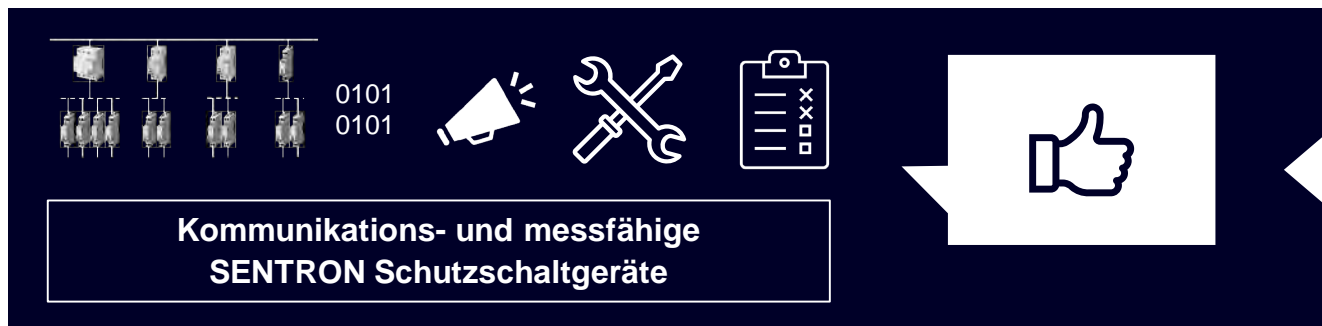 0101
0101
Kommunikations- und messfähige
SENTRON Schutzschaltgeräte